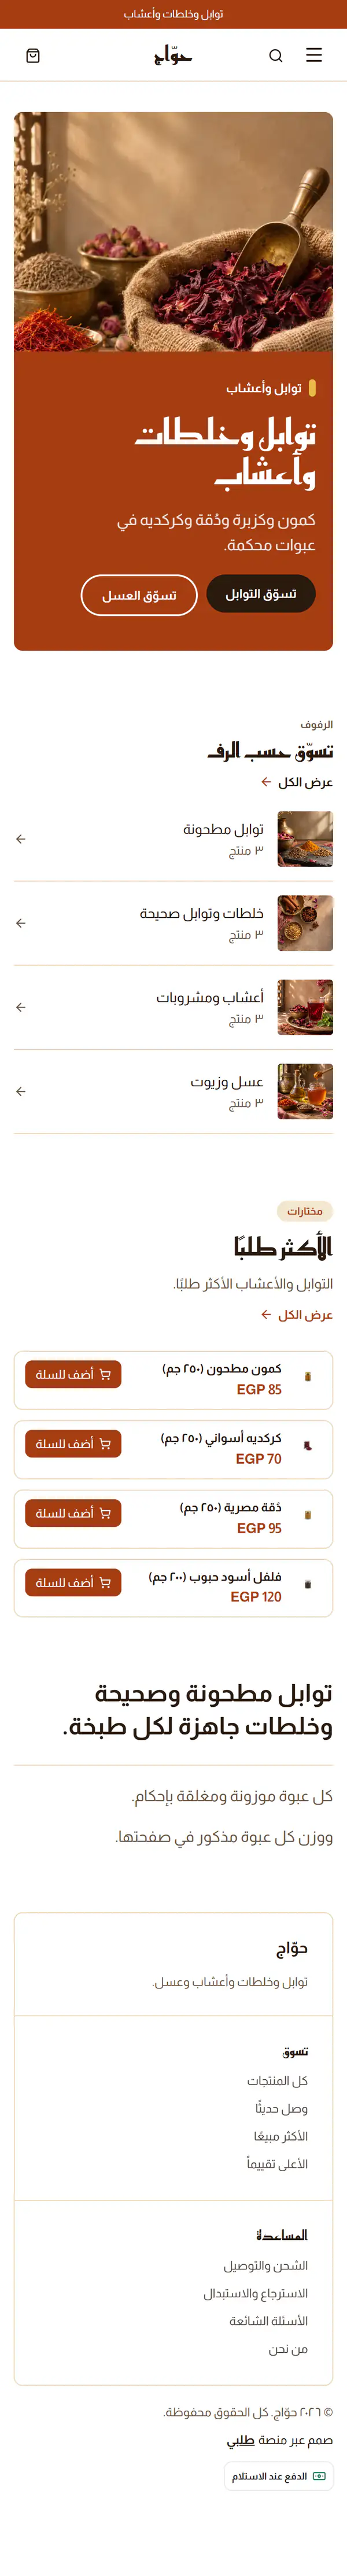 توابل وخلطات وأعشاب
حوّاج
توابل وأعشاب
توابل وخلطات
وأعشاب
كمون وكزبرة ودُقة وكركديه في
عبوات محكمة.
تسوّق التوابل
تسوّق العسل
الرفوف
تسوّق حسب الرف
عرض الكل
توابل مطحونة
٣ منتج
خلطات وتوابل صحيحة
٣ منتج
أعشاب ومشروبات
٣ منتج
عسل وزيوت
٣ منتج
مختارات
الأكثر طلبًا
التوابل والأعشاب الأكثر طلبًا.
عرض الكل
كمون مطحون (٢٥٠ جم)
EGP 85
أضف للسلة
كركديه أسواني (٢٥٠ جم)
EGP 70
أضف للسلة
دُقة مصرية (٢٥٠ جم)
EGP 95
أضف للسلة
فلفل أسود حبوب (٢٠٠ جم)
EGP 120
أضف للسلة
توابل مطحونة وصحيحة
وخلطات جاهزة لكل طبخة.
كل عبوة موزونة ومغلقة بإحكام.
ووزن كل عبوة مذكور في صفحتها.
حوّاج
توابل وخلطات وأعشاب وعسل.
تسوق
كل المنتجات
وصل حديثًا
الأكثر مبيعًا
الأعلى تقييماً
المساعدة
الشحن والتوصيل
الاسترجاع والاستبدال
الأسئلة الشائعة
من نحن
© ٢٠٢٦ حوّاج. كل الحقوق محفوظة.
صمم عبر منصة طلبي
الدفع عند الاستلام